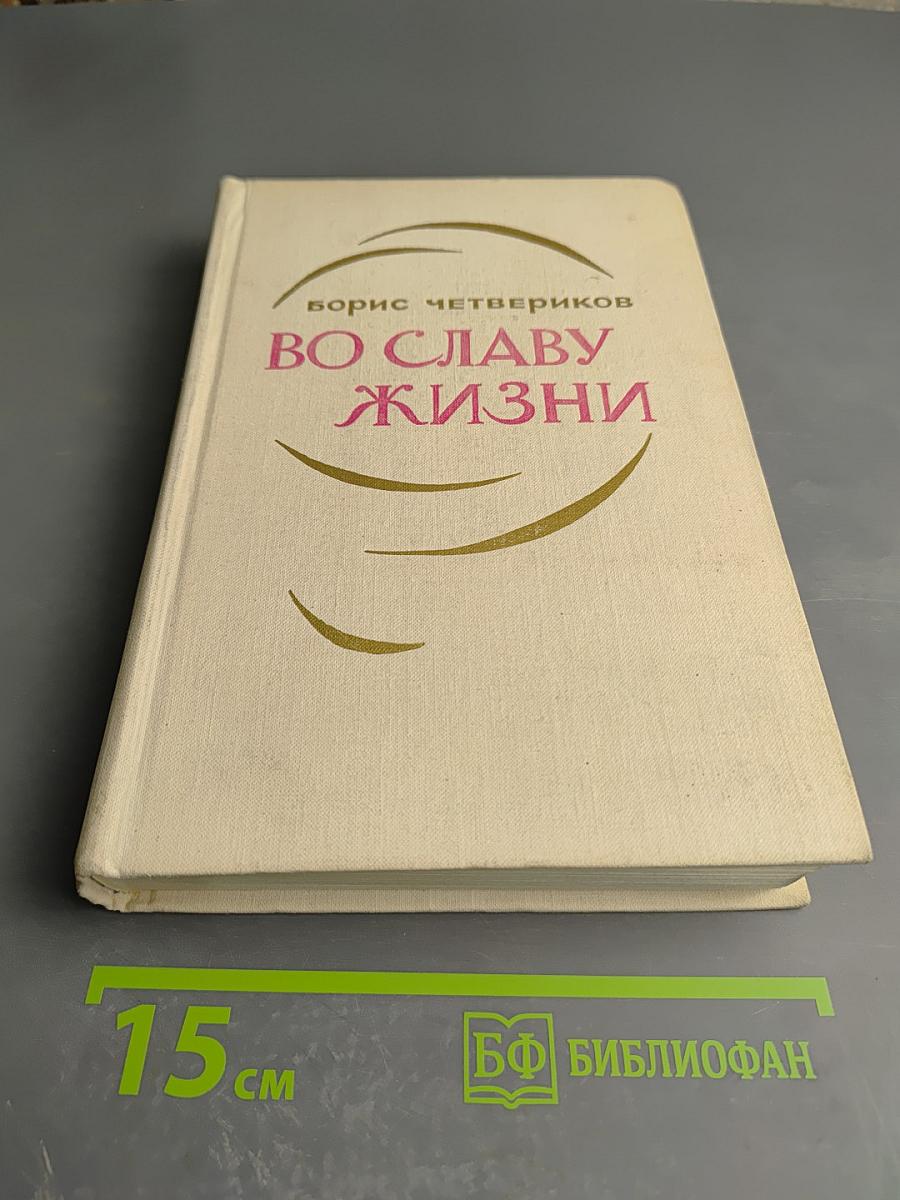 БОРИС ЧЕТВЕРИКОВ
ВО СЛАВУ
ЖИЗНИ
15 см
БФ БИБЛИОФАН